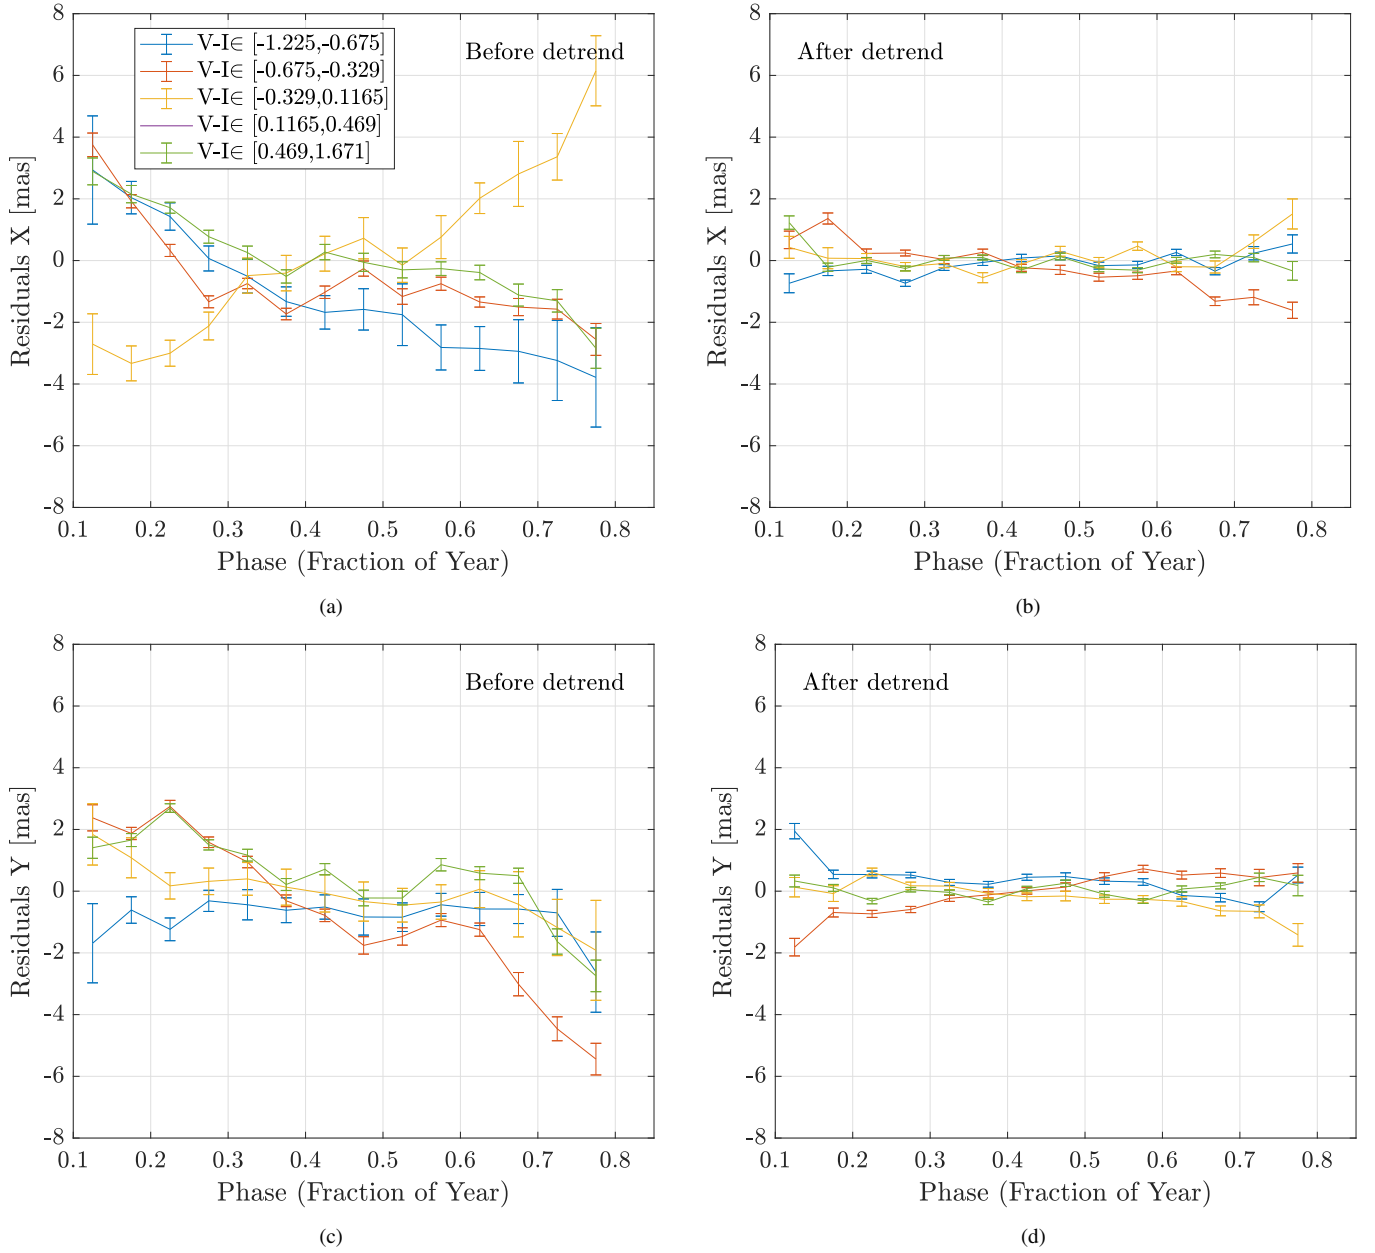 8
6
4
2
0
-2
-4
-6
-8
Residuals X [mas]
V-I∈ [-1.225,-0.675]
V-I∈ [-0.675,-0.329]
V-I∈ [-0.329,0.1165]
V-I∈ [0.1165,0.469]
V-I∈ [0.469,1.671]
Before detrend
0.1 0.2 0.3 0.4 0.5 0.6 0.7 0.8
Phase (Fraction of Year)
(a)
8
6
4
2
0
-2
-4
-6
-8
Residuals X [mas]
After detrend
0.1 0.2 0.3 0.4 0.5 0.6 0.7 0.8
Phase (Fraction of Year)
(b)
8
6
4
2
0
-2
-4
-6
-8
Residuals Y [mas]
Before detrend
0.1 0.2 0.3 0.4 0.5 0.6 0.7 0.8
Phase (Fraction of Year)
(c)
8
6
4
2
0
-2
-4
-6
-8
Residuals Y [mas]
After detrend
0.1 0.2 0.3 0.4 0.5 0.6 0.7 0.8
Phase (Fraction of Year)
(d)